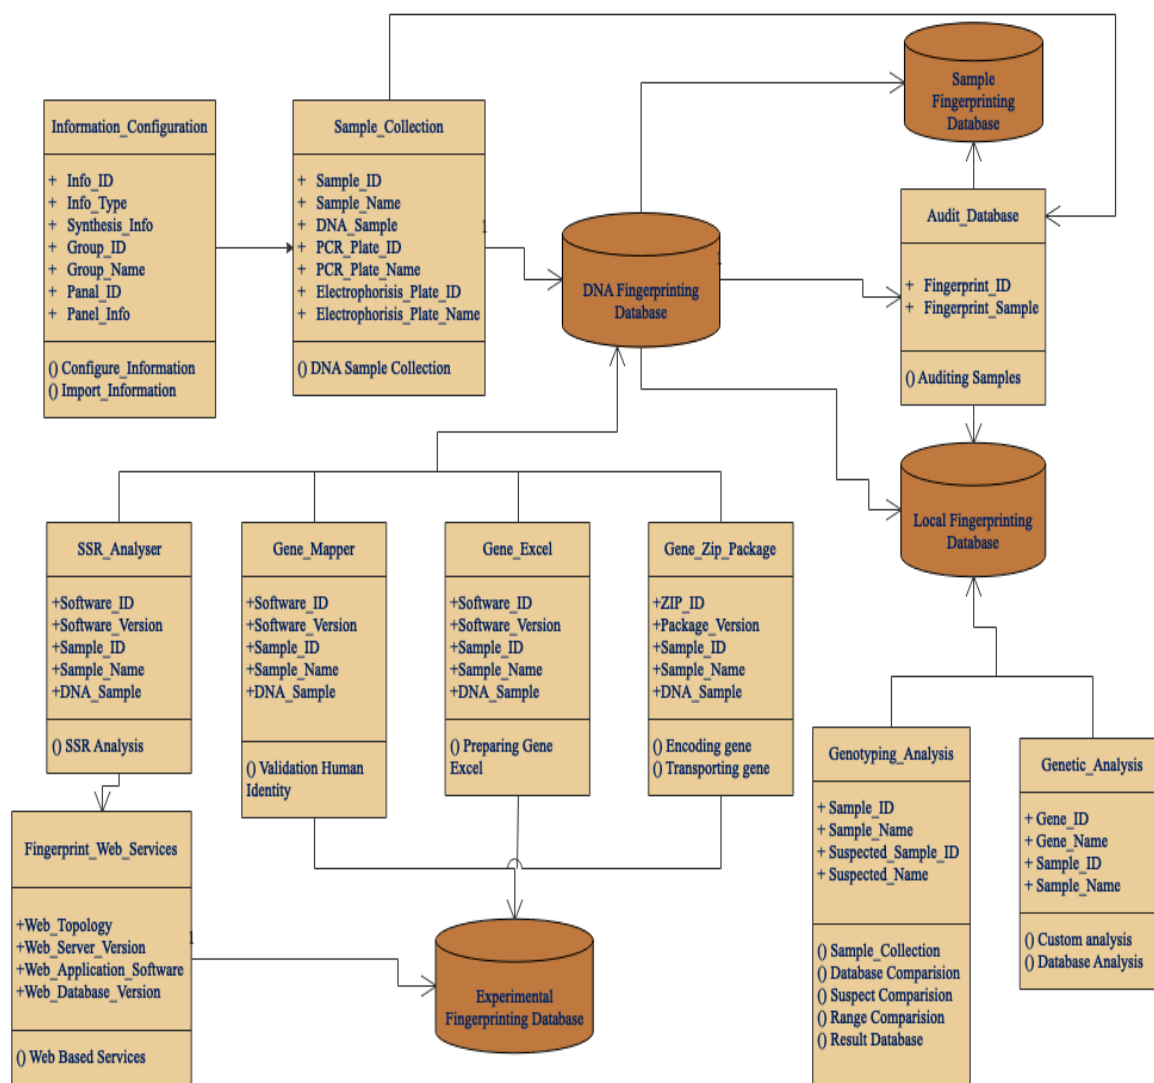 Sample
Fingerprinting
Database
Information_Configuration
+ Info_ID
+ Info_Type
+ Synthesis_Info
+ Group_ID
+ Group_Name
+ Panal_ID
+ Panel_Info
() Configure_Information
() Import_Information
Sample_Collection
+ Sample_ID
+ Sample_Name
+ DNA_Sample
+ PCR_Plate_ID
+ PCR_Plate_Name
+ Electrophorisis_Plate_ID
+ Electrophorisis_Plate_Name
() DNA Sample Collection
1
DNA Fingerprinting
Database
1
Audit_Database
+ Fingerprint_ID
+ Fingerprint_Sample
() Auditing Samples
Local Fingerprinting
Database
SSR_Analyser
+Software_ID
+Software_Version
+Sample_ID
+Sample_Name
+DNA_Sample
() SSR Analysis
Gene_Mapper
+Software_ID
+Software_Version
+Sample_ID
+Sample_Name
+DNA_Sample
() Validation Human
Identity
Gene_Excel
+Software_ID
+Software_Version
+Sample_ID
+Sample_Name
+DNA_Sample
() Preparing Gene
Excel
Gene_Zip_Package
+ZIP_ID
+Package_Version
+Sample_ID
+Sample_Name
+DNA_Sample
() Encoding gene
() Transporting gene
Genotyping_Analysis
+ Sample_ID
+ Sample_Name
+ Suspected_Sample_ID
+ Suspected_Name
() Sample_Collection
() Database Comparision
() Suspect Comparision
() Range Comparision
() Result Database
Genetic_Analysis
+ Gene_ID
+ Gene_Name
+ Sample_ID
+ Sample_Name
() Custom analysis
() Database Analysis
Fingerprint_Web_Services
+Web_Topology
+Web_Server_Version
+Web_Application_Software
+Web_Database_Version
() Web Based Services
1
Experimental
Fingerprinting Database